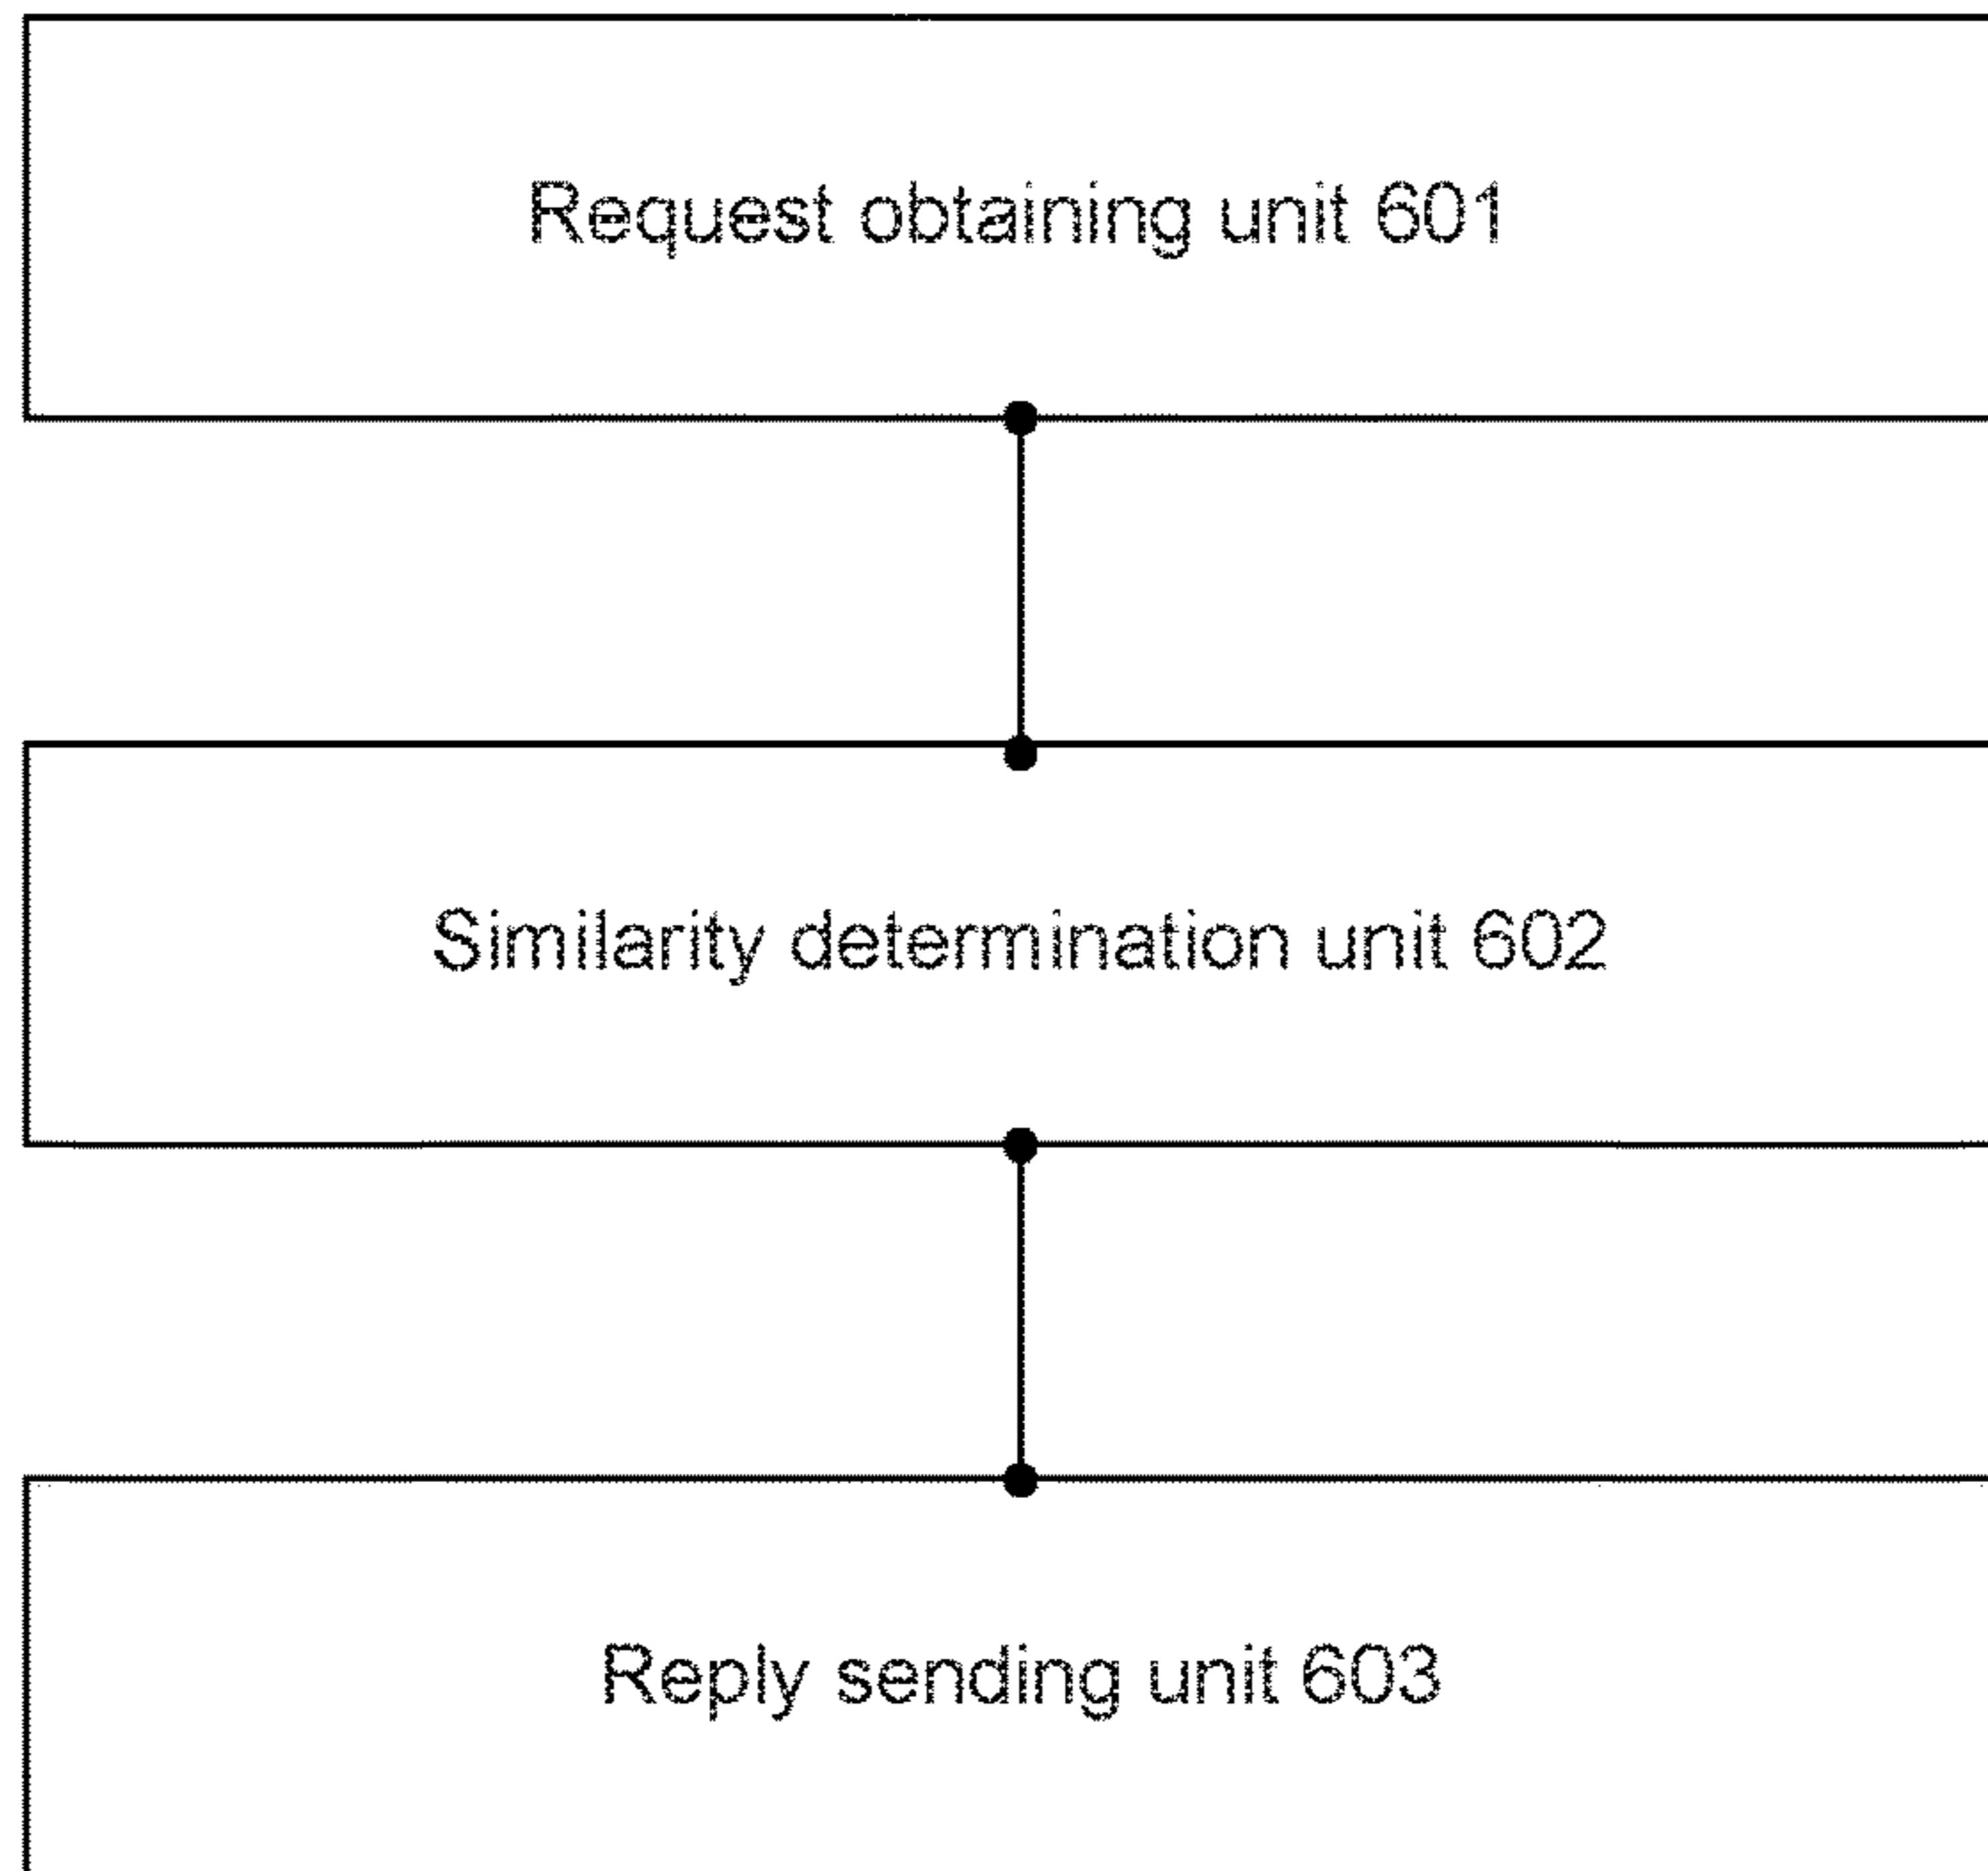 Request obtaining unit 601
Similarity determination unit 602
Reply sending unit 603